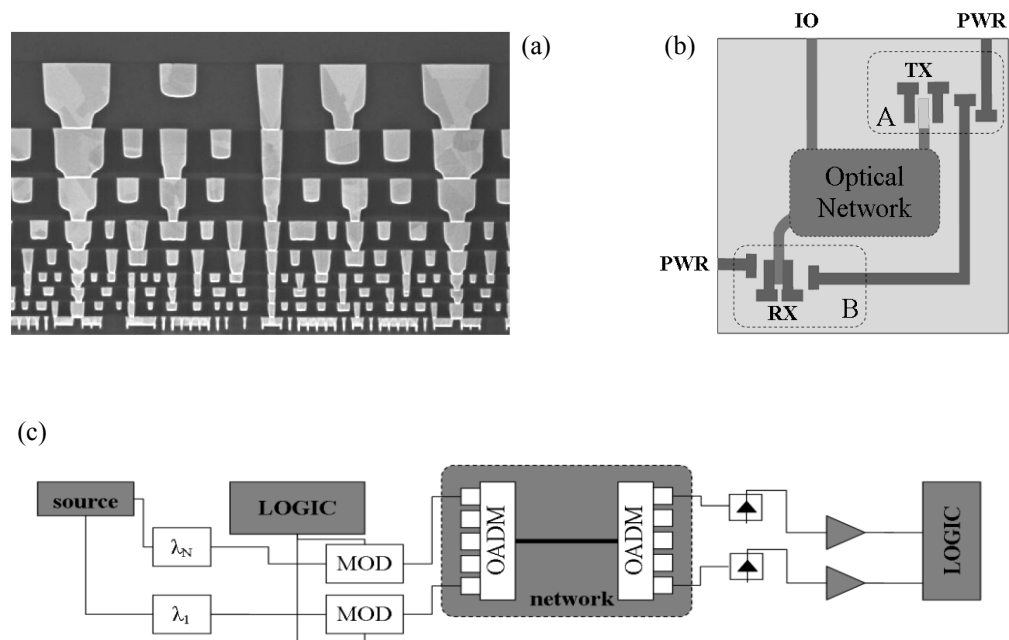 (a)
(b)
IO
PWR
TX
A
Optical
Network
PWR
RX
B
(c)
source
LOGIC
λN
MOD
λ1
MOD
OADM
OADM
network
LOGIC